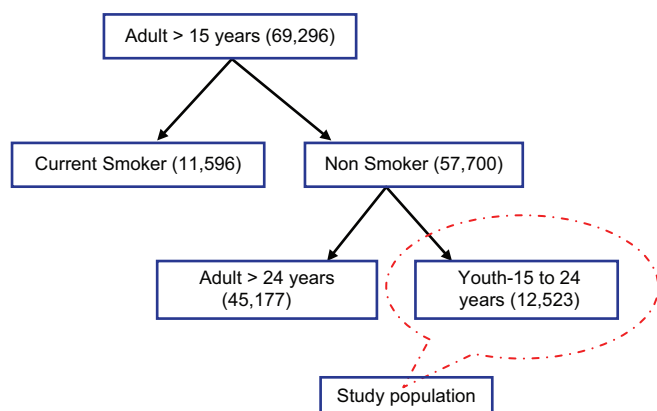 Adult > 15 years (69,296)
Current Smoker (11,596)
Non Smoker (57,700)
Adult > 24 years
(45,177)
Youth-15 to 24
years (12,523)
Study population